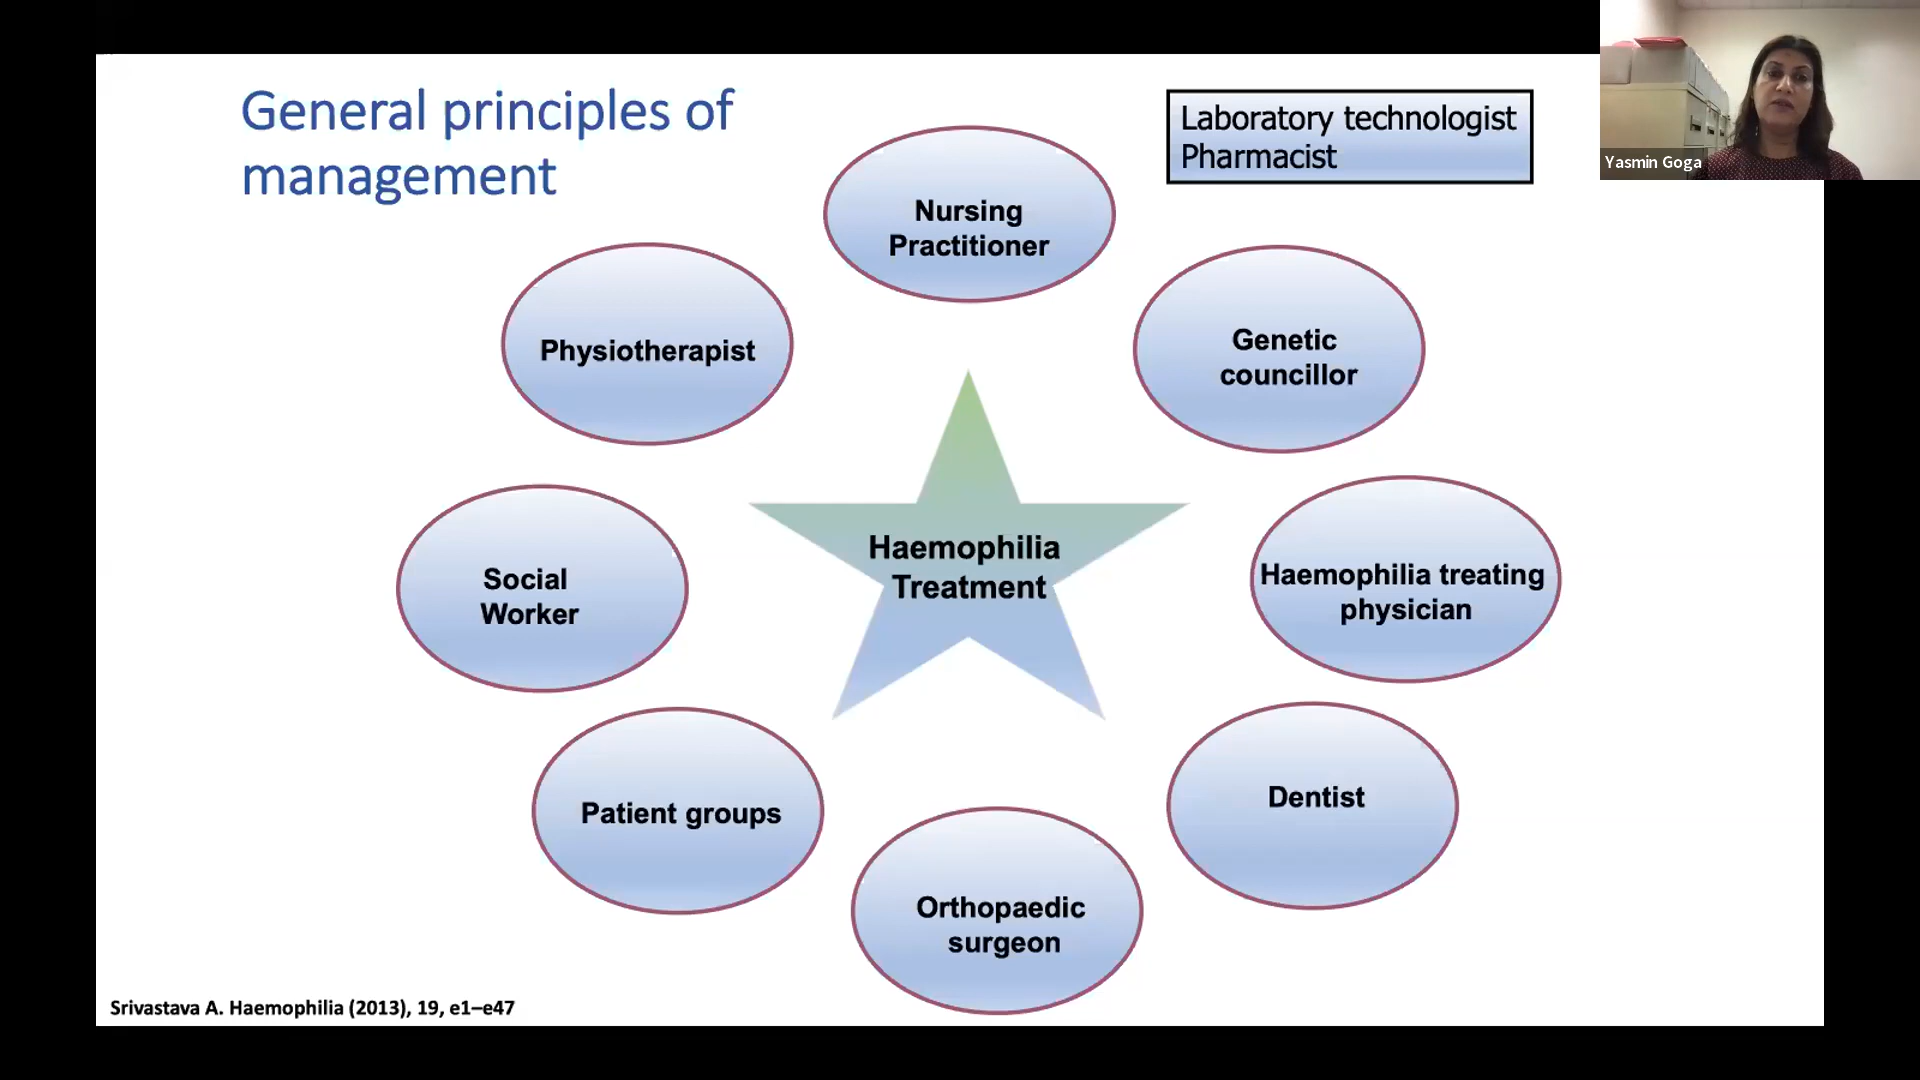 General principles of
management
Laboratory technologist
Pharmacist
Yasmin Goga
Nursing
Practitioner
Physiotherapist
Genetic
councillor
Haemophilia
Treatment
Social
Worker
Haemophilia treating
physician
Patient groups
Dentist
Orthopaedic
surgeon
Srivastava A. Haemophilia (2013), 19, e1–e47